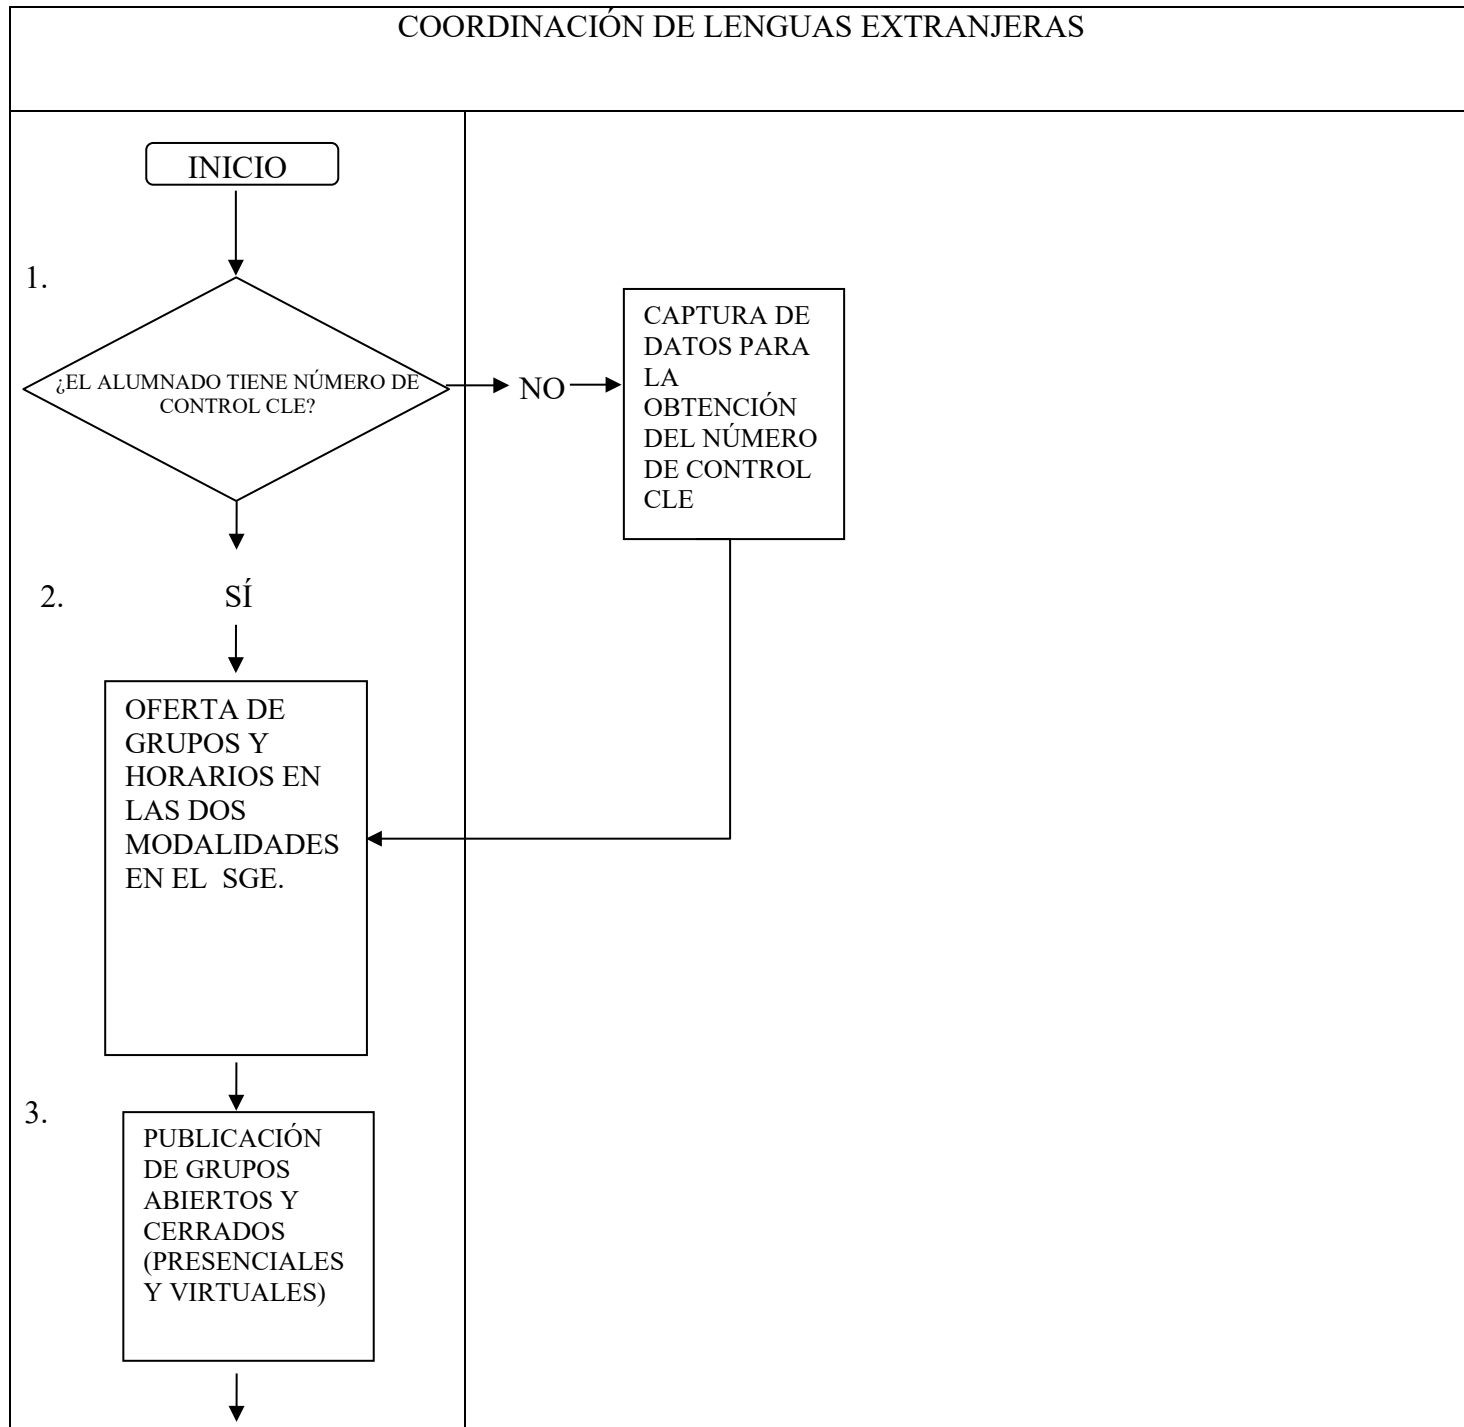 COORDINACIÓN DE LENGUAS EXTRANJERAS
INICIO
1.
¿EL ALUMNADO TIENE NÚMERO DE
CONTROL CLE?
NO
CAPTURA DE
DATOS PARA
LA
OBTENCIÓN
DEL NÚMERO
DE CONTROL
CLE
2.
SÍ
OFERTA DE
GRUPOS Y
HORARIOS EN
LAS DOS
MODALIDADES
EN EL SGE.
3.
PUBLICACIÓN
DE GRUPOS
ABIERTOS Y
CERRADOS
(PRESENCIALES
Y VIRTUALES)